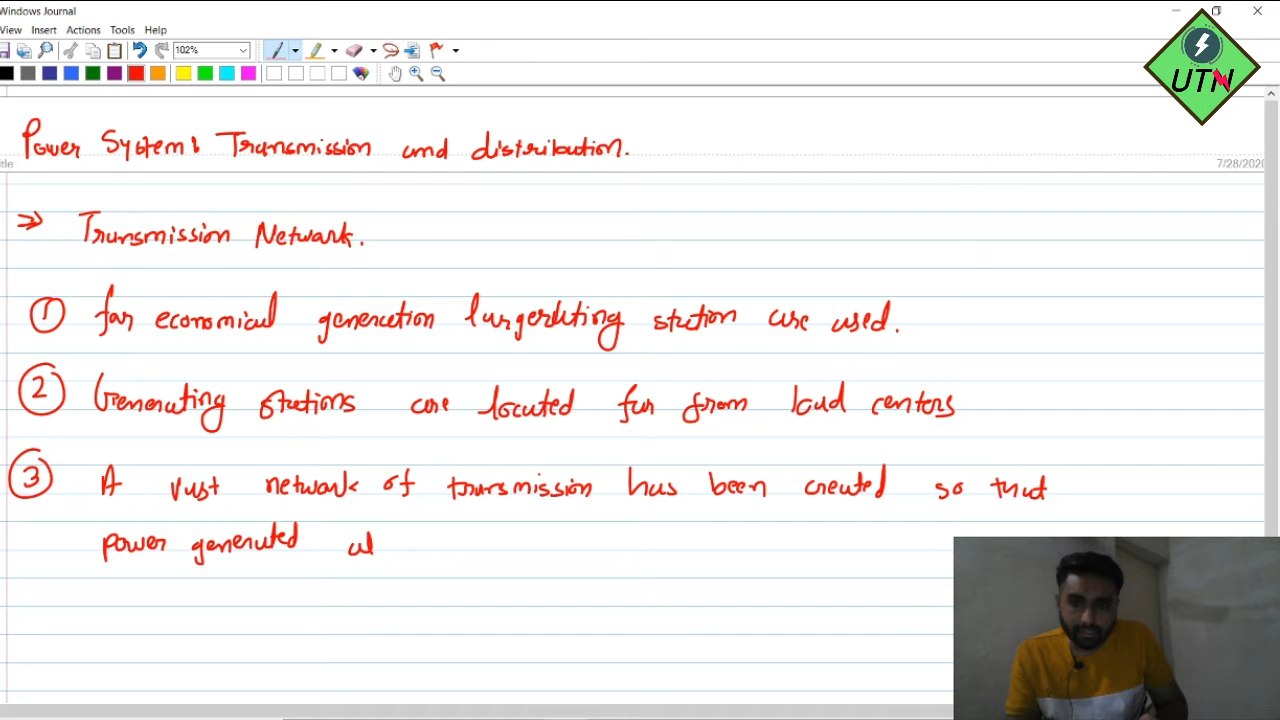 Windows Journal
View Insert Actions Tools Help
102%
UTN
Power System: Transmission and distribution.
itle
7/28/2020
Transmission Network.
① for economical generation station are used.
② Generating stations are located far from load centers
③ A vast network of transmission has been created so that
power generated at